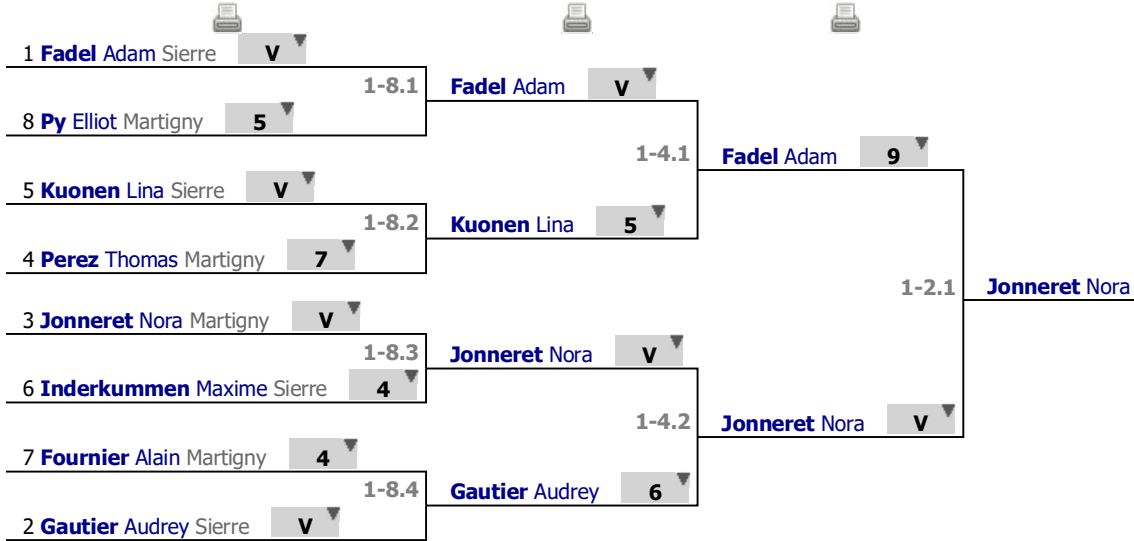 1 Fadel Adam Sierre V
1-8.1
8 Py Elliot Martigny 5
5 Kuonen Lina Sierre V
1-8.2
4 Perez Thomas Martigny 7
3 Jonneret Nora Martigny V
1-8.3
6 Inderkummen Maxime Sierre 4
7 Fournier Alain Martigny 4
1-8.4
2 Gautier Audrey Sierre V
Fadel Adam V
1-4.1
Kuonen Lina 5
Jonneret Nora V
1-4.2
Gautier Audrey 6
Fadel Adam 9
1-2.1
Jonneret Nora V
Jonneret Nora